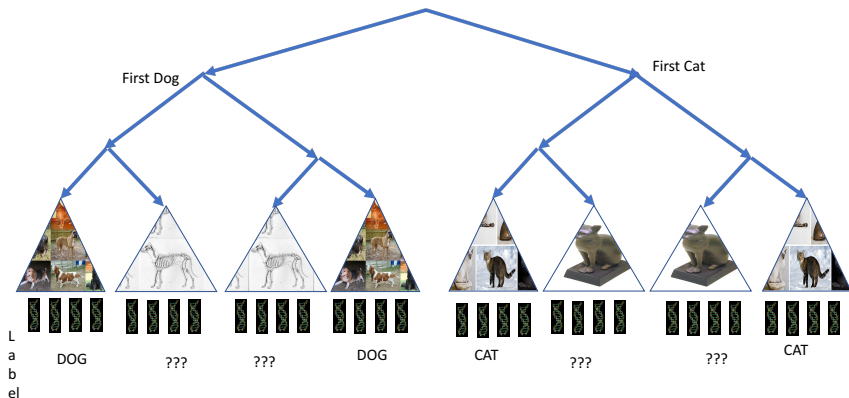 First Dog
First Cat
L
a
b
el
DOG
???
???
DOG
CAT
???
???
CAT